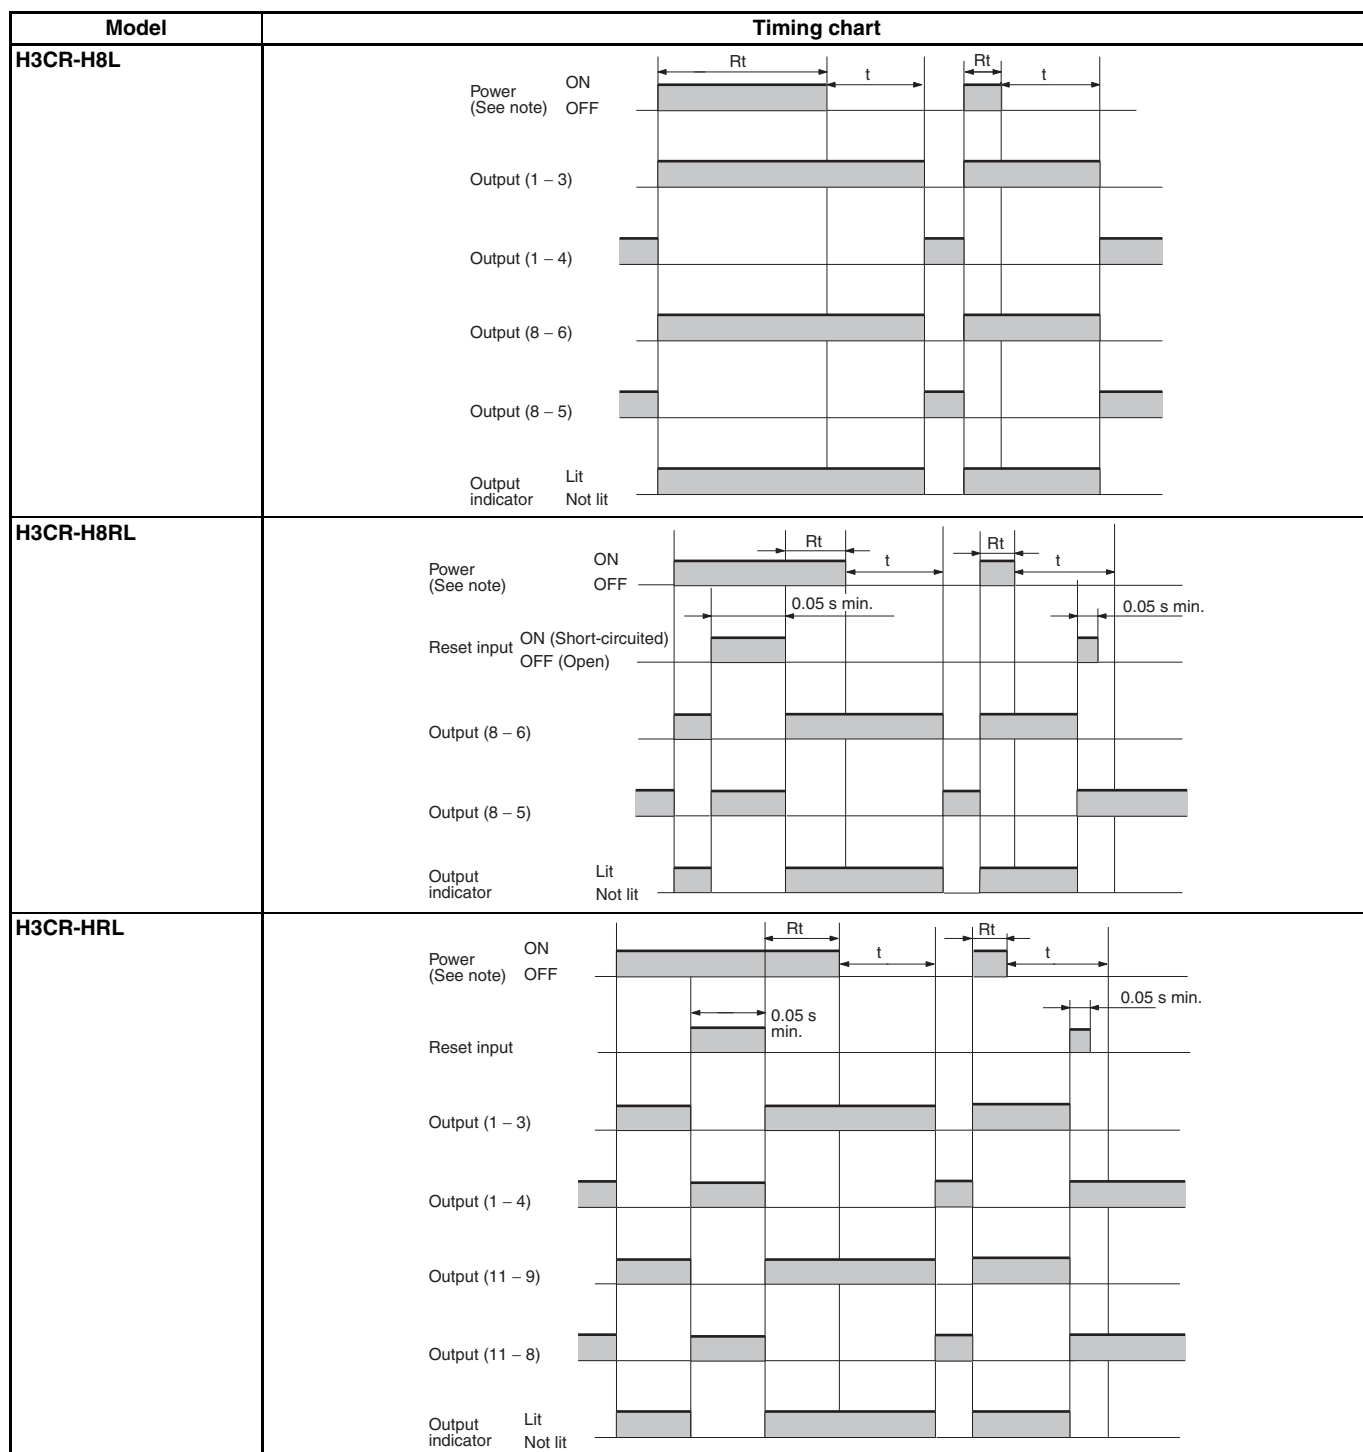 Model Timing chart
H3CR-H8L
Rt t Rt t
Power ON
(See note) OFF
Output (1 – 3)
Output (1 – 4)
Output (8 – 6)
Output (8 – 5)
Output Lit
indicator Not lit
H3CR-H8RL
Rt t Rt t
Power ON
(See note) OFF
0.05 s min. 0.05 s min.
Reset input ON (Short-circuited)
OFF (Open)
Output (8 – 6)
Output (8 – 5)
Output Lit
indicator Not lit
H3CR-HRL
Rt t Rt t
Power ON
(See note) OFF
0.05 s min.
0.05 s
min.
Reset input
Output (1 – 3)
Output (1 – 4)
Output (11 – 9)
Output (11 – 8)
Output Lit
indicator Not lit